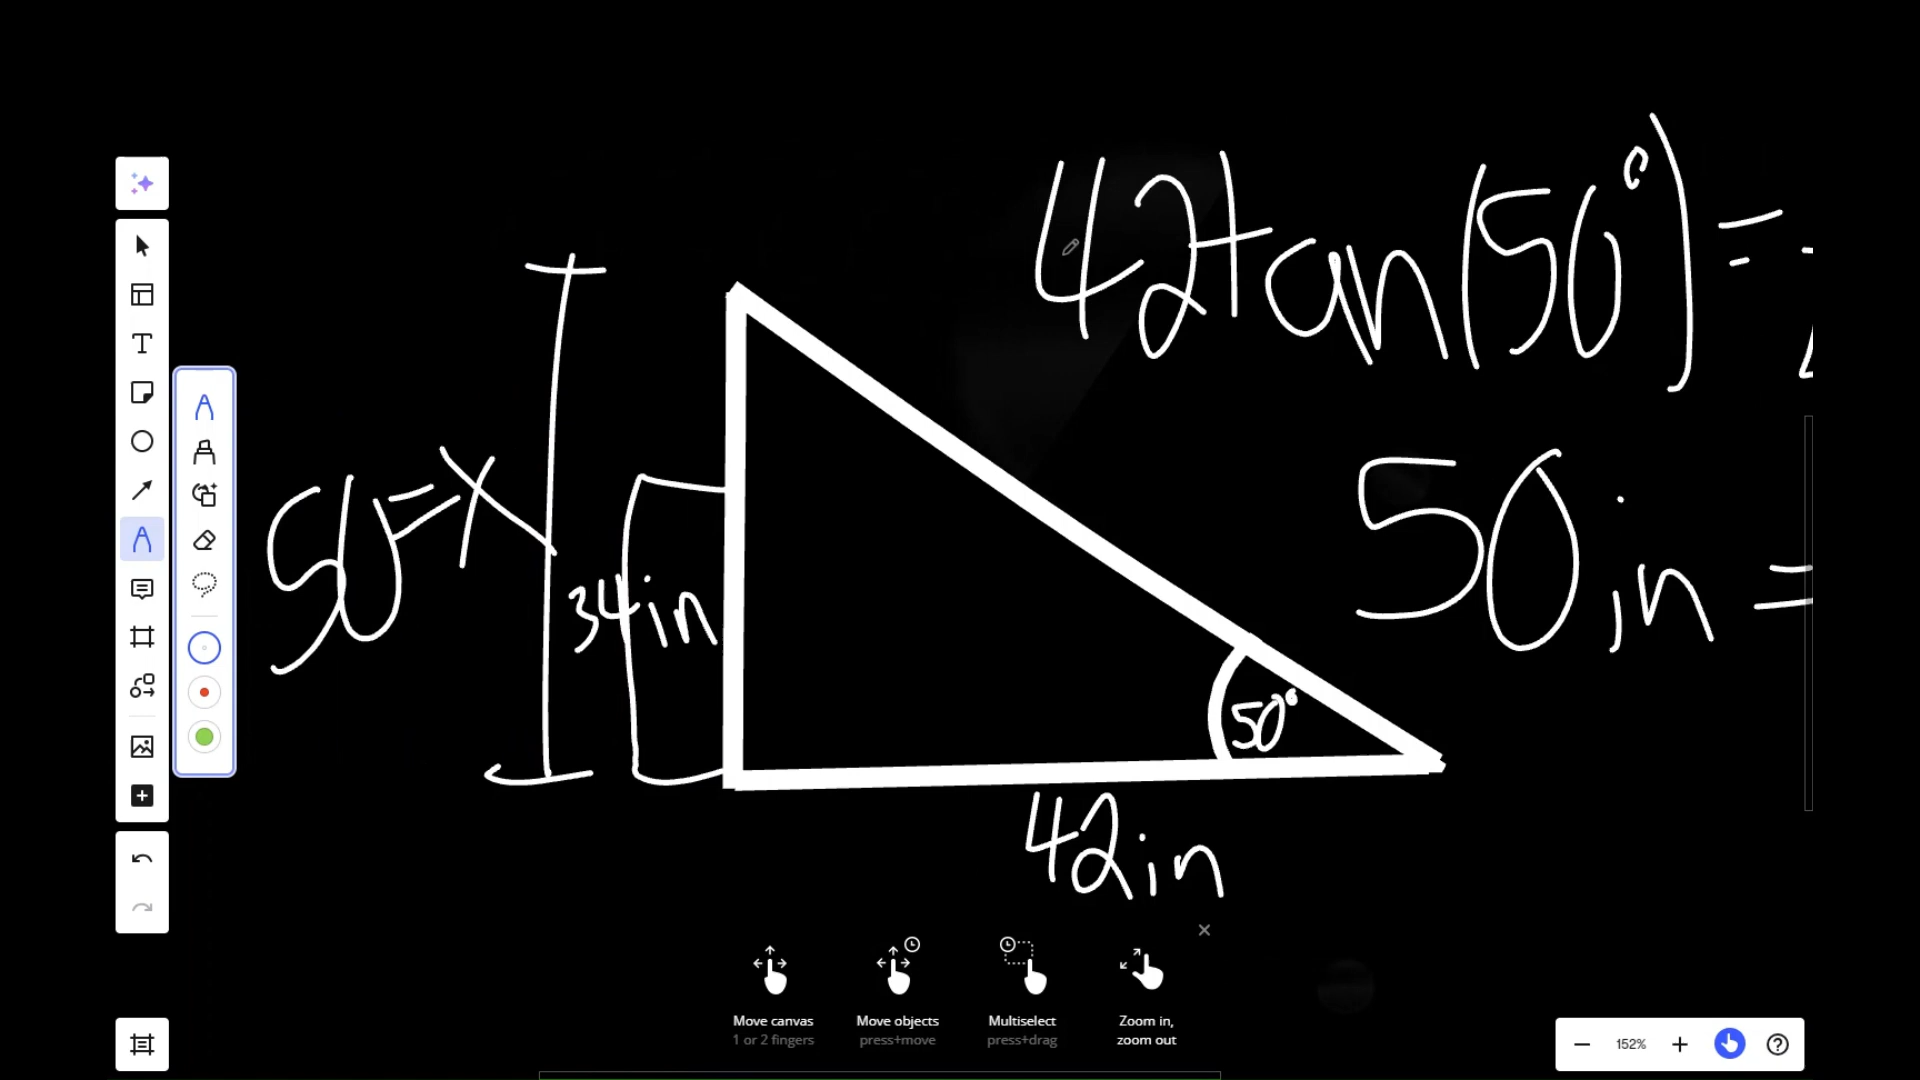 42tan(50°)=
50=x
34in
50in=
50°
42in
Move canvas
1 or 2 fingers
Move objects
press+move
Multiselect
press+drag
Zoom in,
zoom out
152%